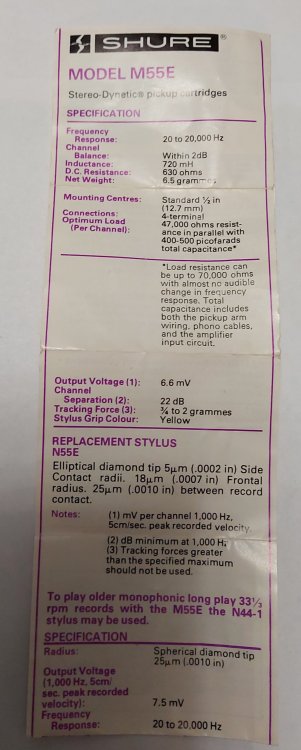 SHURE®
MODEL M55E
Stereo-Dynetic® pickup cartridges
SPECIFICATION
Frequency
Response: 20 to 20,000 Hz
Channel
Balance: Within 2dB
Inductance: 720 mH
D.C. Resistance: 630 ohms
Net Weight: 6.5 grammes
Mounting Centres: Standard ½ in
(12.7 mm)
Connections: 4-terminal
Optimum Load 47,000 ohms resist-
(Per Channel): ance in parallel with
400-500 picofarads
total capacitance*
*Load resistance can
be up to 70,000 ohms
with almost no audible
change in frequency
response. Total
capacitance includes
both the pickup arm
wiring, phono cables,
and the amplifier
input circuit.
Output Voltage (1): 6.6 mV
Channel
Separation (2): 22 dB
Tracking Force (3): ¾ to 2 grammes
Stylus Grip Colour: Yellow
REPLACEMENT STYLUS
N55E
Elliptical diamond tip 5μm (.0002 in) Side
Contact radii. 18μm (.0007 in) Frontal
radius. 25μm (.0010 in) between record
contact.
Notes: (1) mV per channel 1,000 Hz,
5cm/sec. peak recorded velocity.
(2) dB minimum at 1,000 Hz
(3) Tracking forces greater
than the specified maximum
should not be used.
To play older monophonic long play 33⅓
rpm records with the M55E the N44-1
stylus may be used.
SPECIFICATION
Radius: Spherical diamond tip
25μm (.0010 in)
Output Voltage
(1,000 Hz, 5cm/
sec. peak recorded
velocity): 7.5 mV
Frequency
Response: 20 to 20,000 Hz